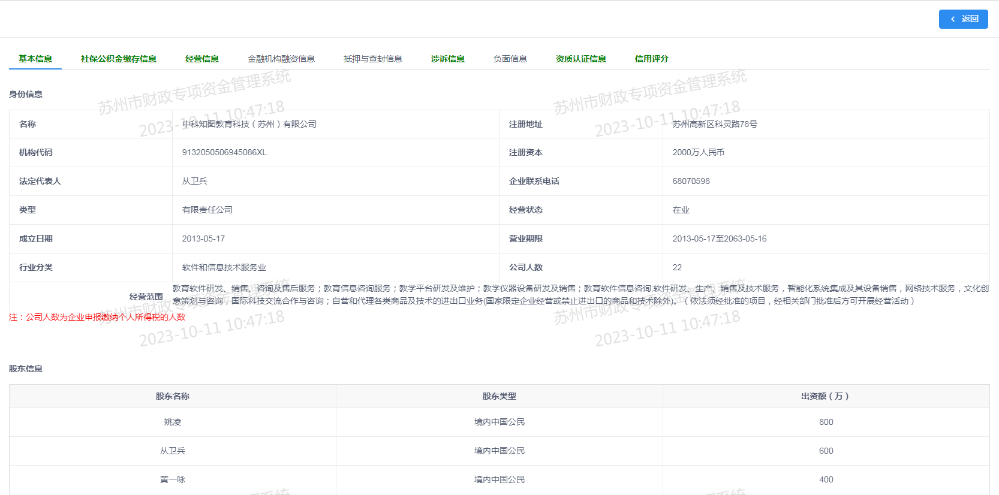 返回
基本信息 社保公积金缴存信息 经营信息 金融机构融资信息 抵押与查封信息 涉诉信息 负面信息 资质认证信息 信用评分
苏州市财政专项资金管理系统 苏州市财政专项资金管理系统
2023-10-11 10:47:18 2023-10-11 10:47:18
身份信息
名称 中科知图教育科技（苏州）有限公司 注册地址 苏州高新区科灵路78号
机构代码 9132050506945086XL 注册资本 2000万人民币
法定代表人 从卫兵 企业联系电话 68070598
类型 有限责任公司 经营状态 在业
成立日期 2013-05-17 营业期限 2013-05-17至2063-05-16
行业分类 软件和信息技术服务业 公司人数 22
经营范围 教育软件研发、销售、咨询及售后服务；教育信息咨询服务；教学平台研发及维护；教学仪器设备研发及销售；教育软件信息咨询;软件研发、生产、销售及技术服务，智能化系统集成及其设备销售，网络技术服务，文化创
意策划与咨询，国际科技交流合作与咨询；自营和代理各类商品及技术的进出口业务(国家限定企业经营或禁止进出口的商品和技术除外)。（依法须经批准的项目，经相关部门批准后方可开展经营活动）
注：公司人数为企业申报缴纳个人所得税的人数
苏州市财政专项资金管理系统 苏州市财政专项资金管理系统
2023-10-11 10:47:18 2023-10-11 10:47:18
股东信息
股东名称 股东类型 出资额（万）
姚凌 境内中国公民 800
从卫兵 境内中国公民 600
黄一咏 境内中国公民 400